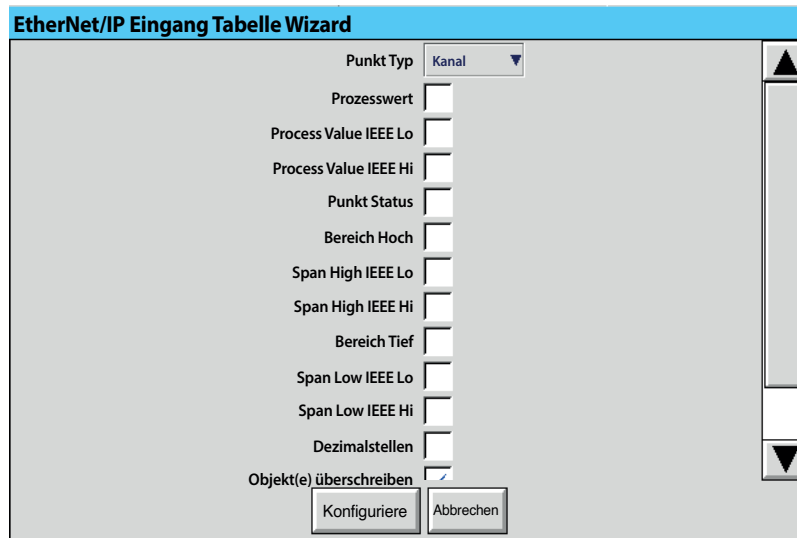 EtherNet/IP Eingang Tabelle Wizard
Punkt Typ Kanal
Prozesswert
Process Value IEEE Lo
Process Value IEEE Hi
Punkt Status
Bereich Hoch
Span High IEEE Lo
Span High IEEE Hi
Bereich Tief
Span Low IEEE Lo
Span Low IEEE Hi
Dezimalstellen
Objekt(e) überschreiben
Konfiguriere Abbrechen